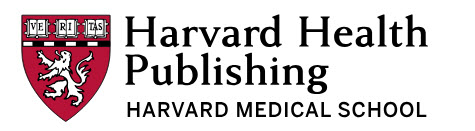 VE RI TAS
Harvard Health
Publishing
HARVARD MEDICAL SCHOOL